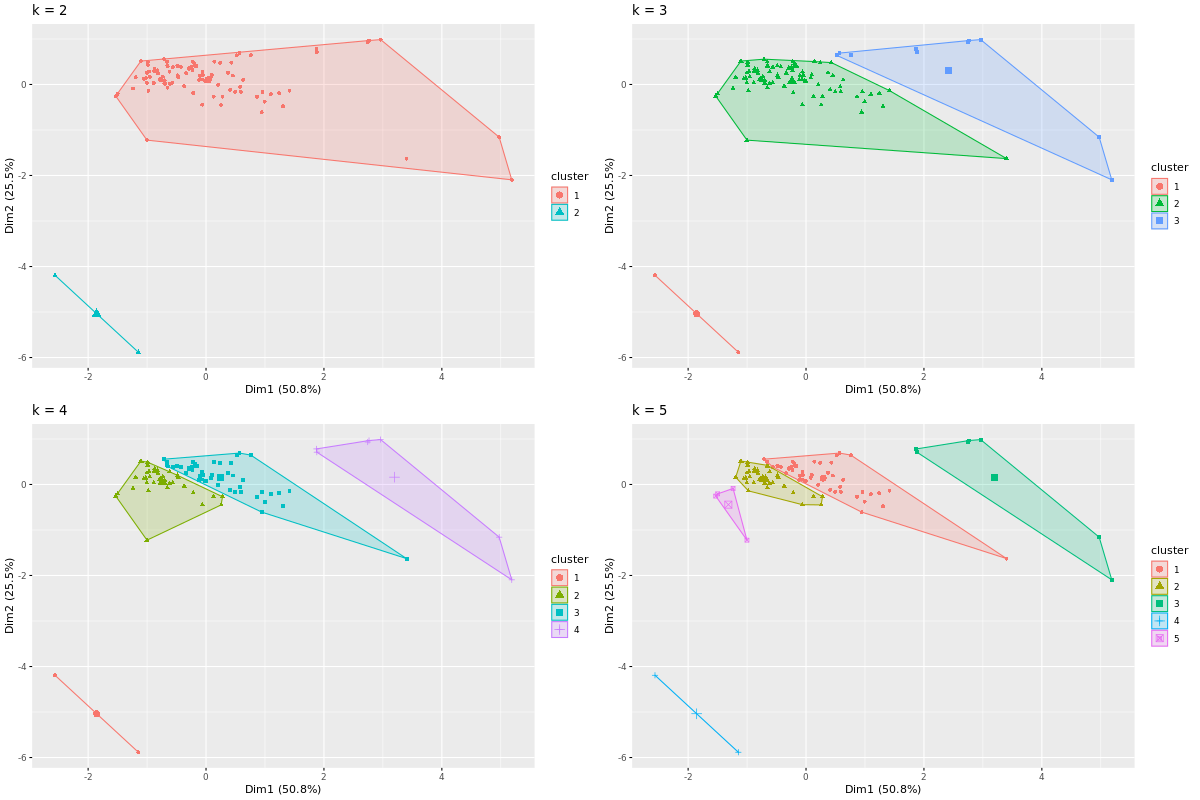 k = 2
0
-2
-4
-6
-2
0
2
4
Dim2 (25.5%)
Dim1 (50.8%)
cluster
1
2
k = 3
0
-2
-4
-6
-2
0
2
4
Dim2 (25.5%)
Dim1 (50.8%)
cluster
1
2
3
k = 4
0
-2
-4
-6
-2
0
2
4
Dim2 (25.5%)
Dim1 (50.8%)
cluster
1
2
3
4
k = 5
0
-2
-4
-6
-2
0
2
4
Dim2 (25.5%)
Dim1 (50.8%)
cluster
1
2
3
4
5